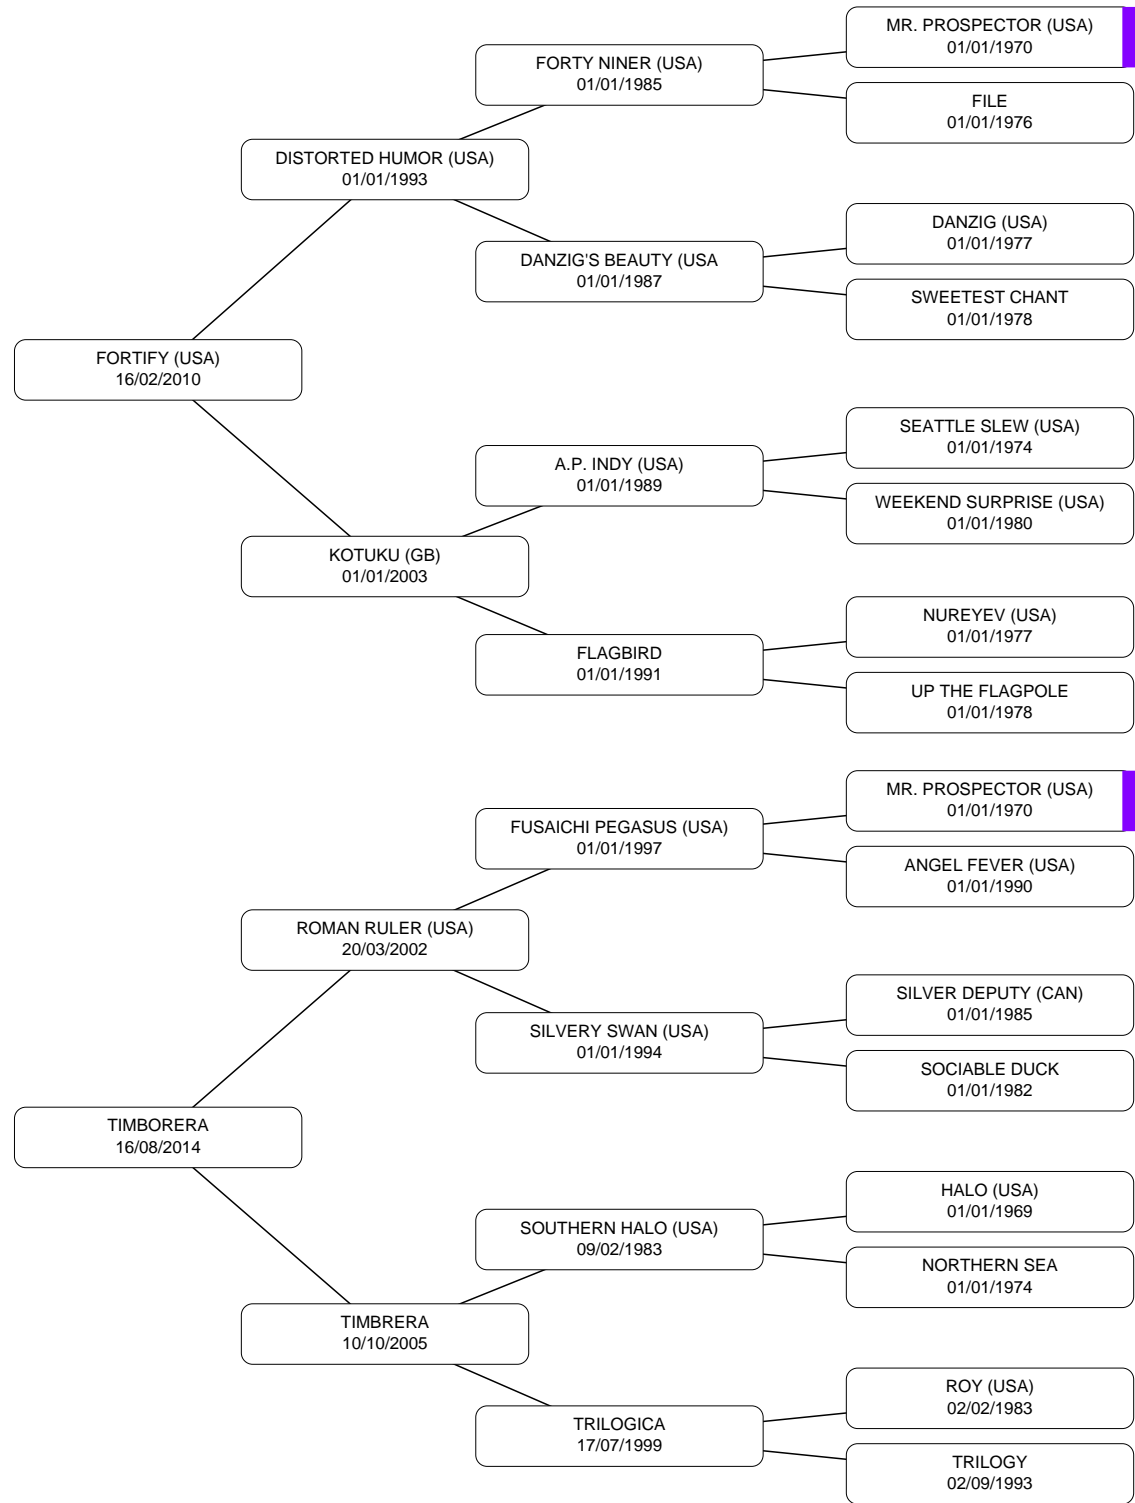 MR. PROSPECTOR (USA)
01/01/1970
FORTY NINER (USA)
01/01/1985
FILE
01/01/1976
DISTORTED HUMOR (USA)
01/01/1993
DANZIG (USA)
01/01/1977
DANZIG'S BEAUTY (USA
01/01/1987
SWEETEST CHANT
01/01/1978
FORTIFY (USA)
16/02/2010
SEATTLE SLEW (USA)
01/01/1974
A.P. INDY (USA)
01/01/1989
WEEKEND SURPRISE (USA)
01/01/1980
KOTUKU (GB)
01/01/2003
NUREYEV (USA)
01/01/1977
FLAGBIRD
01/01/1991
UP THE FLAGPOLE
01/01/1978
MR. PROSPECTOR (USA)
01/01/1970
FUSAICHI PEGASUS (USA)
01/01/1997
ANGEL FEVER (USA)
01/01/1990
ROMAN RULER (USA)
20/03/2002
SILVER DEPUTY (CAN)
01/01/1985
SILVERY SWAN (USA)
01/01/1994
SOCIABLE DUCK
01/01/1982
TIMBORERA
16/08/2014
HALO (USA)
01/01/1969
SOUTHERN HALO (USA)
09/02/1983
NORTHERN SEA
01/01/1974
TIMBRERA
10/10/2005
ROY (USA)
02/02/1983
TRILOGICA
17/07/1999
TRILOGY
02/09/1993